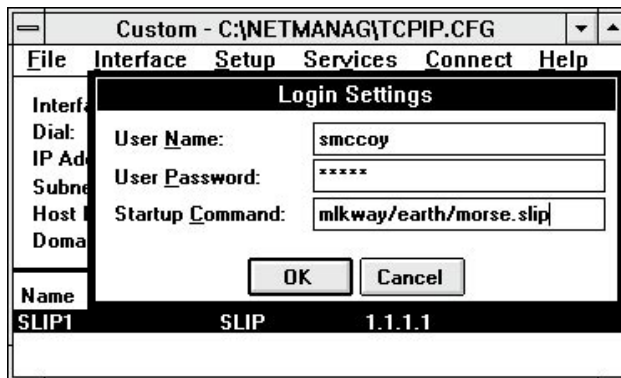 Custom - C:\NETMANAG\TCPIP.CFG
File Interface Setup Services Connect Help
Login Settings
Dial:
User Name: smccoy
User Password: *****
Startup Command: mlkway/earth/morse.slip
OK Cancel
Name
SLIP1 SLIP 1.1.1.1